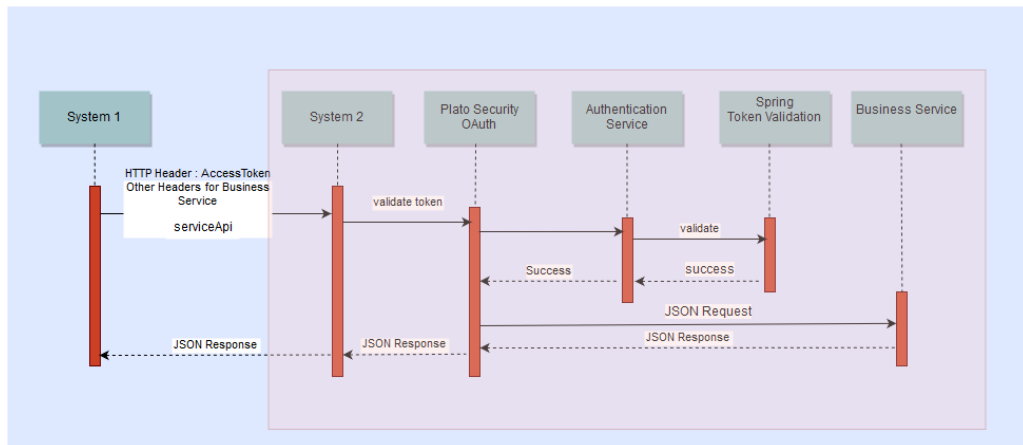 System 1
System 2
Plato Security
OAuth
Authentication
Service
Spring
Token Validation
Business Service
HTTP Header : AccessToken
Other Headers for Business
Service
serviceApi
validate token
validate
Success
success
JSON Request
JSON Response
JSON Response
JSON Response